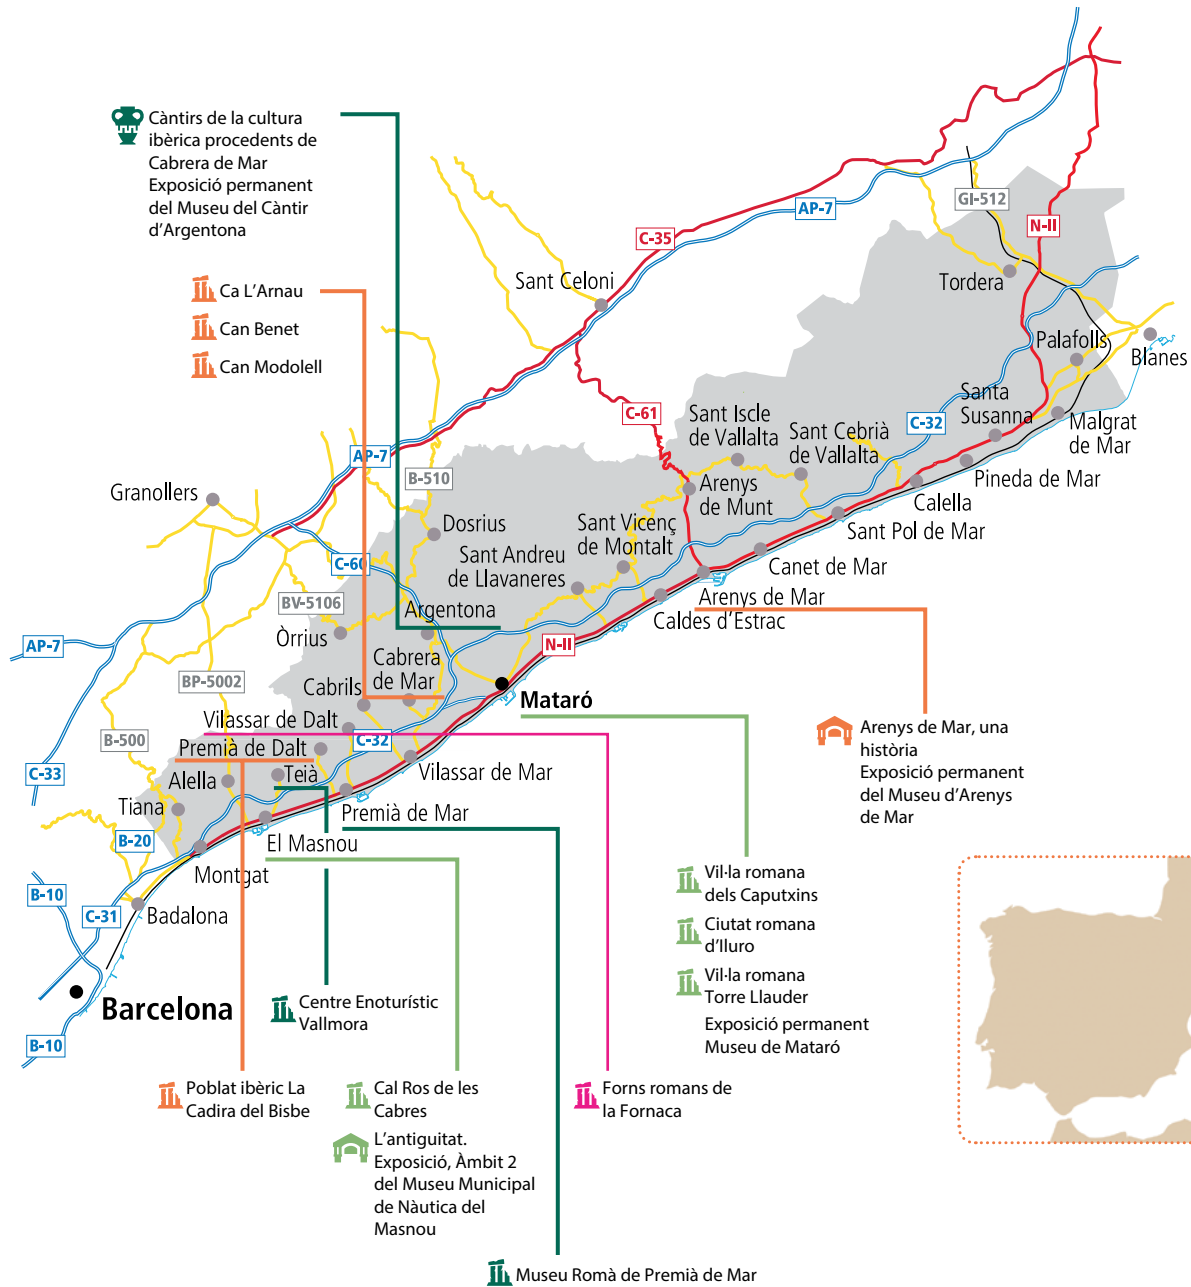 Càntirs de la cultura
ibèrica procedents de
Cabrera de Mar
Exposició permanent
del Museu del Càntir
d'Argentona
Ca L'Arnau
Can Benet
Can Modolell
GI-512
AP-7
N-II
C-35
Sant Celoni
Tordera
Palafolls
Blanes
C-61
Sant Iscle
de Vallalta
Sant Cebrià
de Vallalta
C-32
Santa
Susanna
Malgrat
de Mar
AP-7
B-510
Granollers
Arenys
de Munt
Pineda de Mar
Calella
Dosrius
Sant Vicenç
de Montalt
Sant Pol de Mar
Sant Andreu
de Llavaneres
C-60
Canet de Mar
BV-5106
Argentona
Arenys de Mar
Caldes d'Estrac
Òrrius
AP-7
N-II
Cabrera
de Mar
BP-5002
Cabrils
Mataró
Vilassar de Dalt
B-500
Premià de Dalt
C-32
C-33
Alella
Teià
Vilassar de Mar
Tiana
Premià de Mar
B-20
El Masnou
Montgat
B-10
C-31
Badalona
Barcelona
B-10
Arenys de Mar, una
història
Exposició permanent
del Museu d'Arenys
de Mar
Vil·la romana
dels Caputxins
Ciutat romana
d'Iluro
Vil·la romana
Torre Llauder
Exposició permanent
Museu de Mataró
Centre Enoturístic
Vallmora
Poblat ibèric La
Cadira del Bisbe
Cal Ros de les
Cabres
L'antiguitat.
Exposició, Àmbit 2
del Museu Municipal
de Nàutica del
Masnou
Forns romans de
la Fornaca
Museu Romà de Premià de Mar